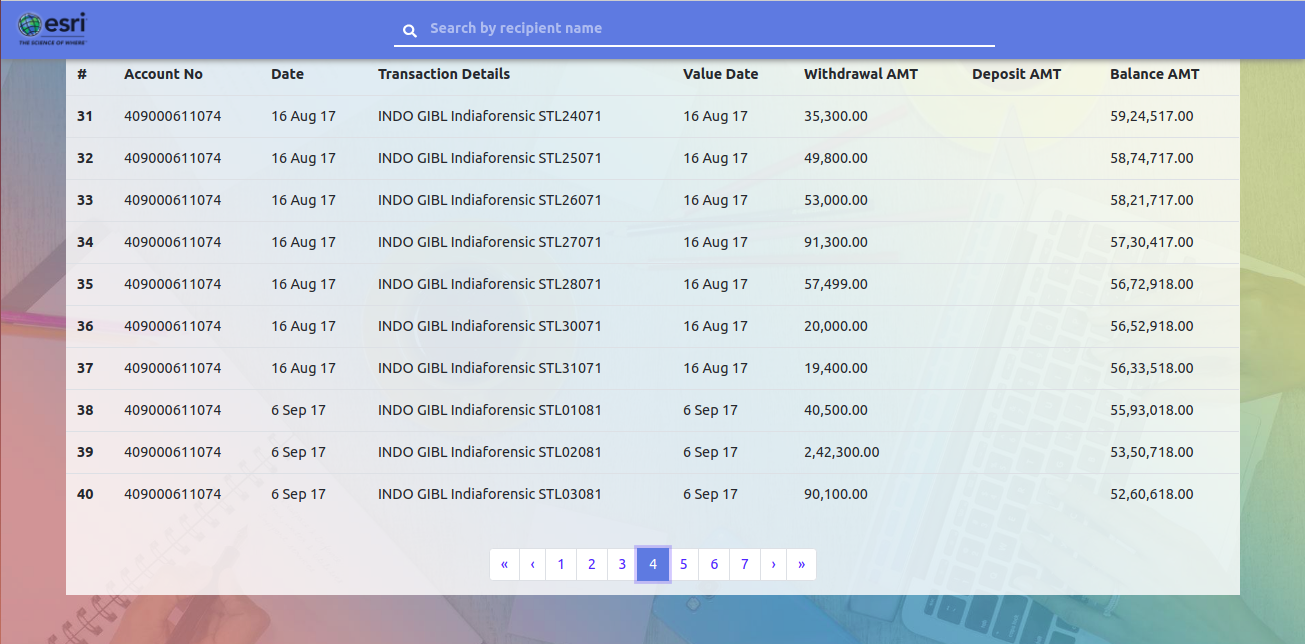 esri
THE SCIENCE OF WHERE
Search by recipient name
# Account No Date Transaction Details Value Date Withdrawal AMT Deposit AMT Balance AMT
31 409000611074 16 Aug 17 INDO GIBL Indiaforensic STL24071 16 Aug 17 35,300.00 59,24,517.00
32 409000611074 16 Aug 17 INDO GIBL Indiaforensic STL25071 16 Aug 17 49,800.00 58,74,717.00
33 409000611074 16 Aug 17 INDO GIBL Indiaforensic STL26071 16 Aug 17 53,000.00 58,21,717.00
34 409000611074 16 Aug 17 INDO GIBL Indiaforensic STL27071 16 Aug 17 91,300.00 57,30,417.00
35 409000611074 16 Aug 17 INDO GIBL Indiaforensic STL28071 16 Aug 17 57,499.00 56,72,918.00
36 409000611074 16 Aug 17 INDO GIBL Indiaforensic STL30071 16 Aug 17 20,000.00 56,52,918.00
37 409000611074 16 Aug 17 INDO GIBL Indiaforensic STL31071 16 Aug 17 19,400.00 56,33,518.00
38 409000611074 6 Sep 17 INDO GIBL Indiaforensic STL01081 6 Sep 17 40,500.00 55,93,018.00
39 409000611074 6 Sep 17 INDO GIBL Indiaforensic STL02081 6 Sep 17 2,42,300.00 53,50,718.00
40 409000611074 6 Sep 17 INDO GIBL Indiaforensic STL03081 6 Sep 17 90,100.00 52,60,618.00
« ‹ 1 2 3 4 5 6 7 › »